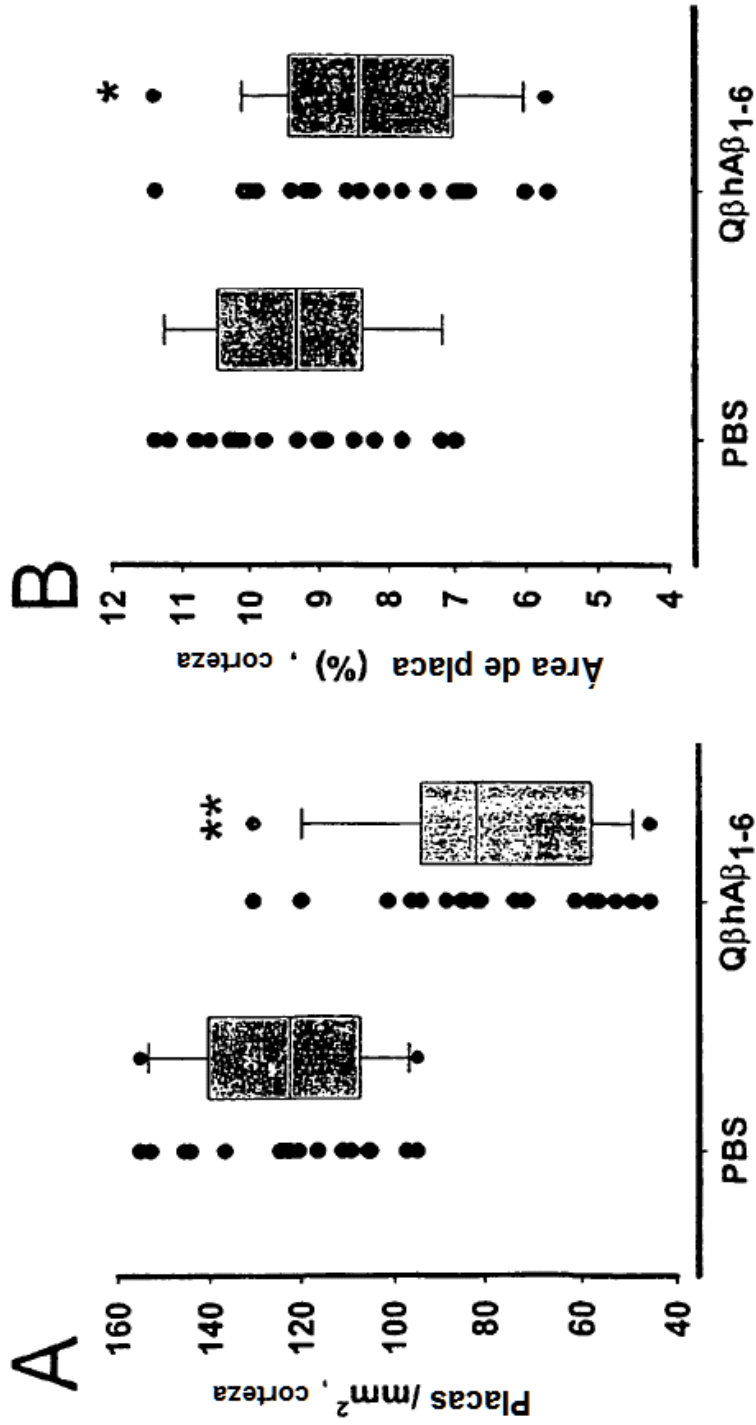 A
160
140
120
100
80
60
40
Placas /mm², corteza
**
PBS
QβhAβ1-6
B
12
11
10
9
8
7
6
5
4
Área de placa (%) , corteza
*
PBS
QβhAβ1-6